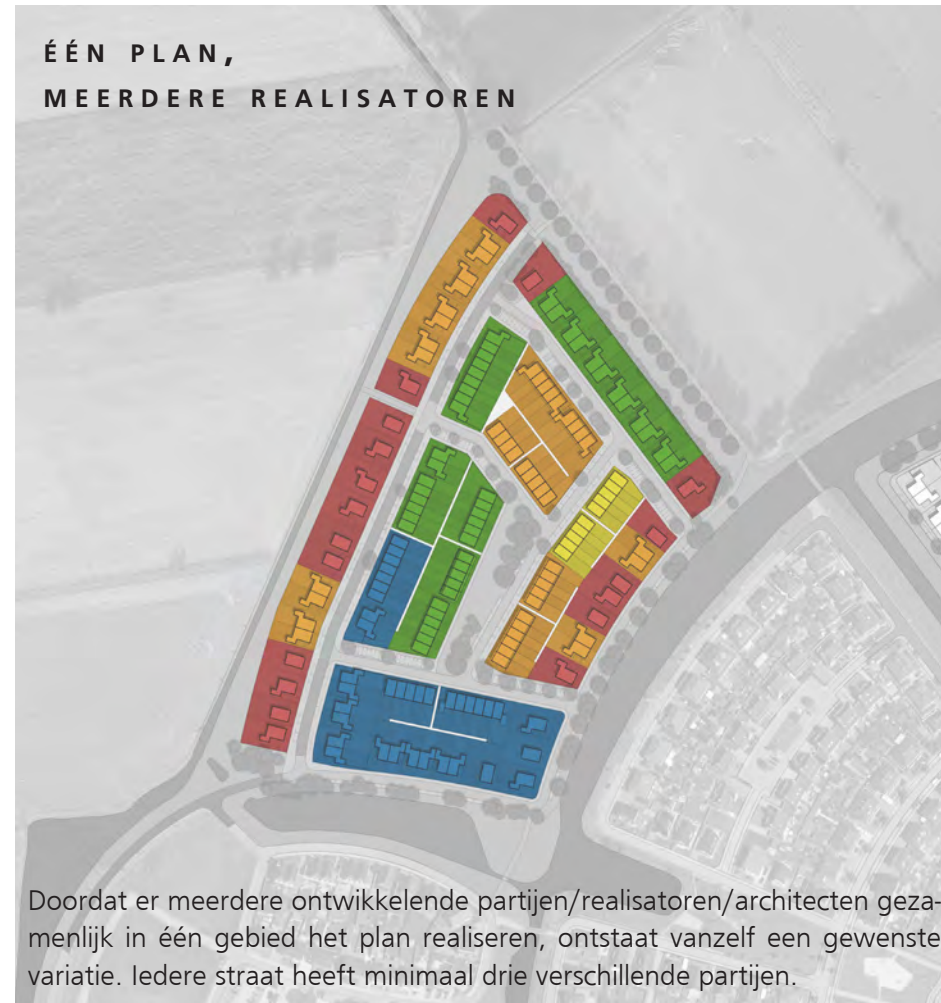 ÉÉN PLAN,
MEERDERE REALISATOREN
Doordat er meerdere ontwikkelende partijen/realisatoren/architecten geza-
menlijk in één gebied het plan realiseren, ontstaat vanzelf een gewenste
variatie. Iedere straat heeft minimaal drie verschillende partijen.